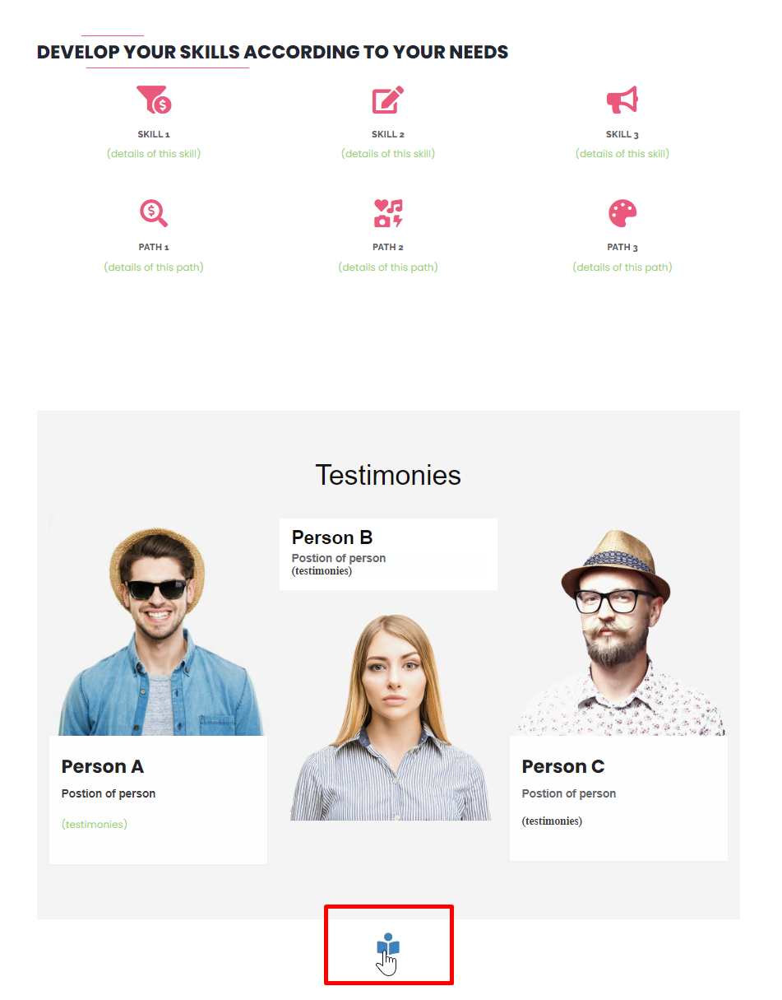 DEVELOP YOUR SKILLS ACCORDING TO YOUR NEEDS
SKILL 1
(details of this skill)
SKILL 2
(details of this skill)
SKILL 3
(details of this skill)
PATH 1
(details of this path)
PATH 2
(details of this path)
PATH 3
(details of this path)
Testimonies
Person A
Postion of person
(testimonies)
Person B
Postion of person
(testimonies)
Person C
Postion of person
(testimonies)